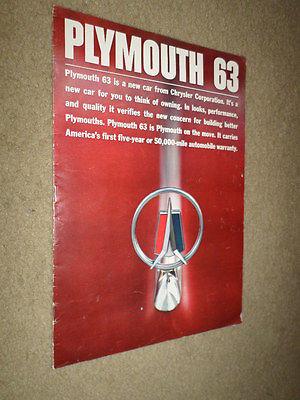 PLYMOUTH 63
Plymouth 63 is a new car from Chrysler Corporation. It's a
new car for you to think of owning. in looks, performance,
and quality it verifies the new concern for building better
Plymouths. Plymouth 63 is Plymouth on the move. It carries
America's first five-year or 50,000-mile automobile warranty.